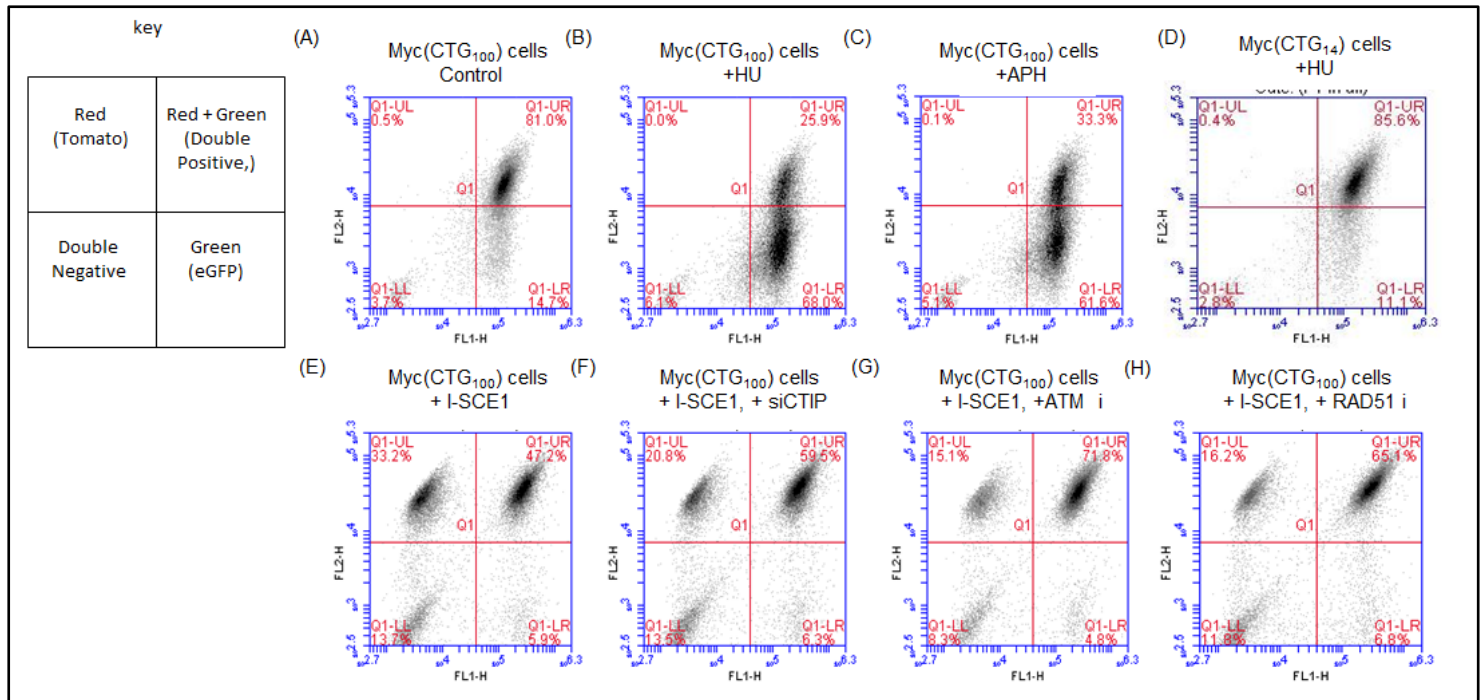 key
Red
(Tomato)
Red + Green
(Double
Positive,)
Double
Negative
Green
(eGFP)
(A)
Myc(CTG100) cells
Control
Q1-UL
0.5%
Q1-UR
81.0%
Q1
Q1-LL
3.7%
Q1-LR
14.7%
FL2-H
FL1-H
(B)
Myc(CTG100) cells
+HU
Q1-UL
0.0%
Q1-UR
25.9%
Q1
Q1-LL
6.1%
Q1-LR
68.0%
FL2-H
FL1-H
(C)
Myc(CTG100) cells
+APH
Q1-UL
0.1%
Q1-UR
33.3%
Q1
Q1-LL
5.1%
Q1-LR
61.6%
FL2-H
FL1-H
(D)
Myc(CTG14) cells
+HU
Q1-UL
0.4%
Q1-UR
85.6%
Q1
Q1-LL
2.8%
Q1-LR
11.1%
FL2-H
FL1-H
(E)
Myc(CTG100) cells
+ I-SCE1
Q1-UL
33.2%
Q1-UR
47.2%
Q1
Q1-LL
13.7%
Q1-LR
5.9%
FL2-H
FL1-H
(F)
Myc(CTG100) cells
+ I-SCE1, + siCTIP
Q1-UL
20.8%
Q1-UR
59.5%
Q1
Q1-LL
13.5%
Q1-LR
6.3%
FL2-H
FL1-H
(G)
Myc(CTG100) cells
+ I-SCE1, +ATM i
Q1-UL
15.1%
Q1-UR
71.8%
Q1
Q1-LL
8.3%
Q1-LR
4.8%
FL2-H
FL1-H
(H)
Myc(CTG100) cells
+ I-SCE1, + RAD51 i
Q1-UL
16.2%
Q1-UR
65.1%
Q1
Q1-LL
11.8%
Q1-LR
6.8%
FL2-H
FL1-H